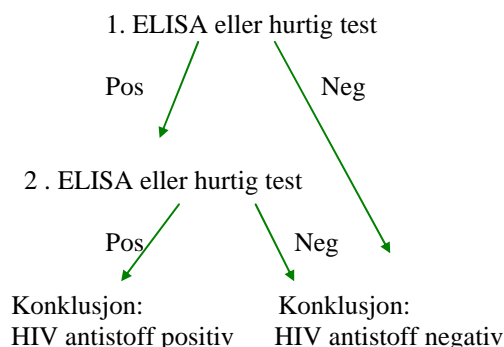 1. ELISA eller hurtig test
Pos Neg
2 . ELISA eller hurtig test
Pos Neg
Konklusjon: Konklusjon:
HIV antistoff positiv HIV antistoff negativ